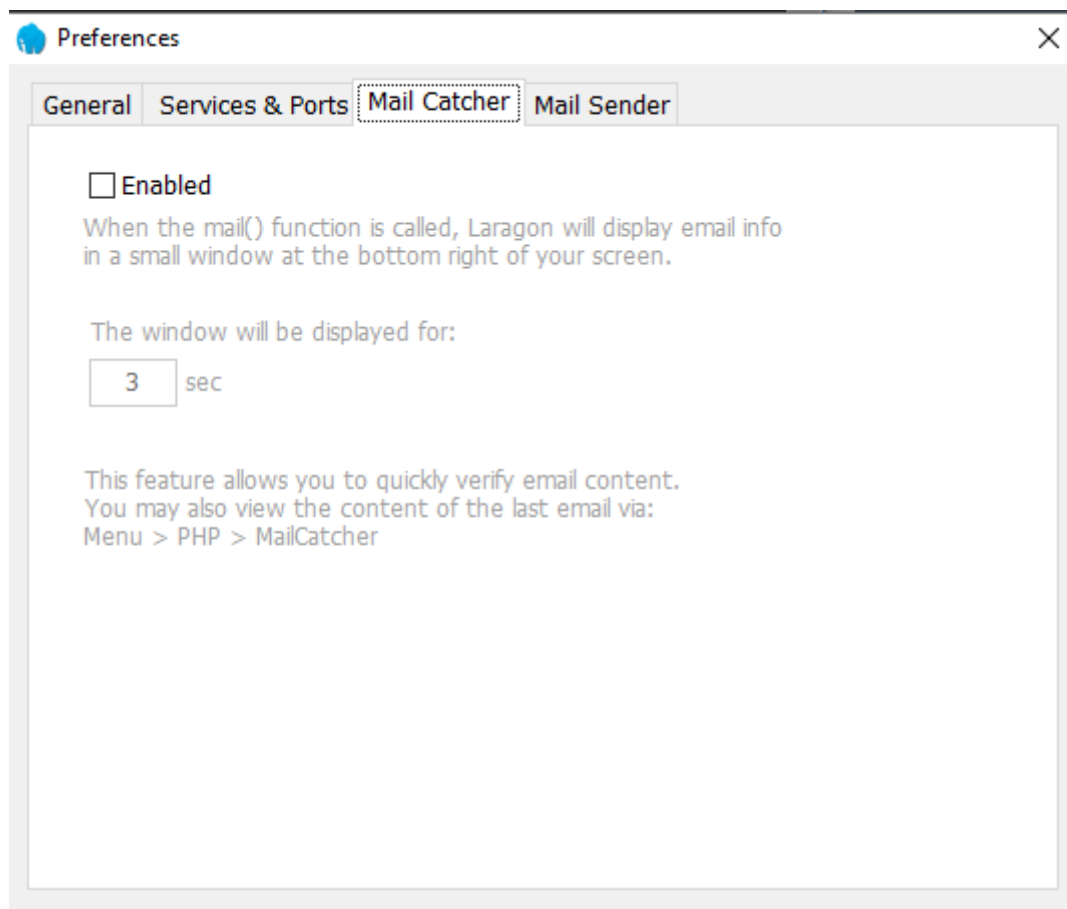 Preferences
General
Services & Ports
Mail Catcher
Mail Sender
Enabled
When the mail() function is called, Laragon will display email info
in a small window at the bottom right of your screen.
The window will be displayed for:
3 sec
This feature allows you to quickly verify email content.
You may also view the content of the last email via:
Menu > PHP > MailCatcher